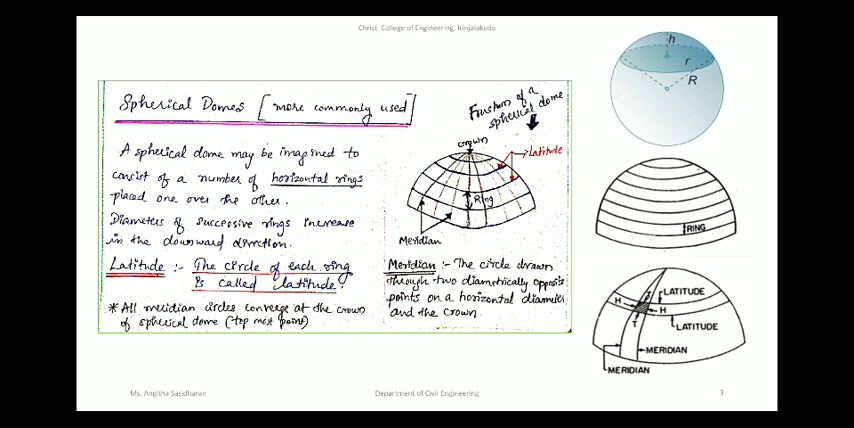 Christ College of Engineering, Irinjalakuda
Spherical Domes [more commonly used]
A spherical dome may be imagined to
consist of a number of horizontal rings
placed one over the other.
Diameters of successive rings increase
in the downward direction.
Latitude :- The circle of each ring
is called latitude.
* All meridian circles converge at the crown
of spherical dome (top most point)
Frustum of a
spherical dome
crown
Latitude
Ring
Meridian
Meridian :- The circle drawn
through two diametrically opposite
points on a horizontal diameter
and the crown.
h
r
R
RING
LATITUDE
H
H
T
LATITUDE
MERIDIAN
MERIDIAN
Ms. Angitha Sasidharan
Department of Civil Engineering
3